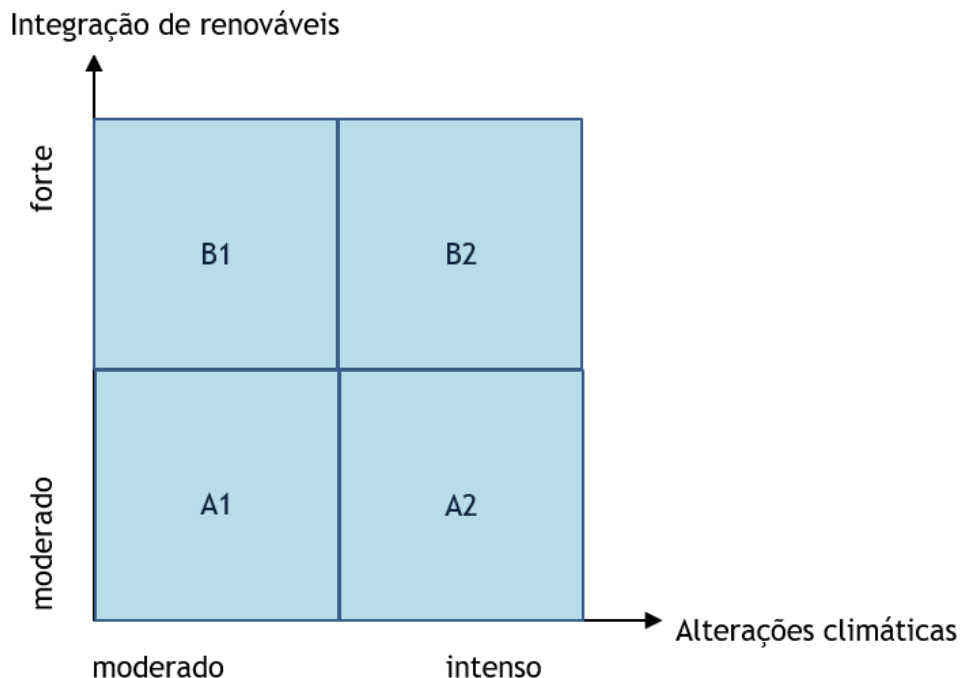 Integração de renováveis
forte
B1
B2
moderado
A1
A2
Alterações climáticas
moderado
intenso